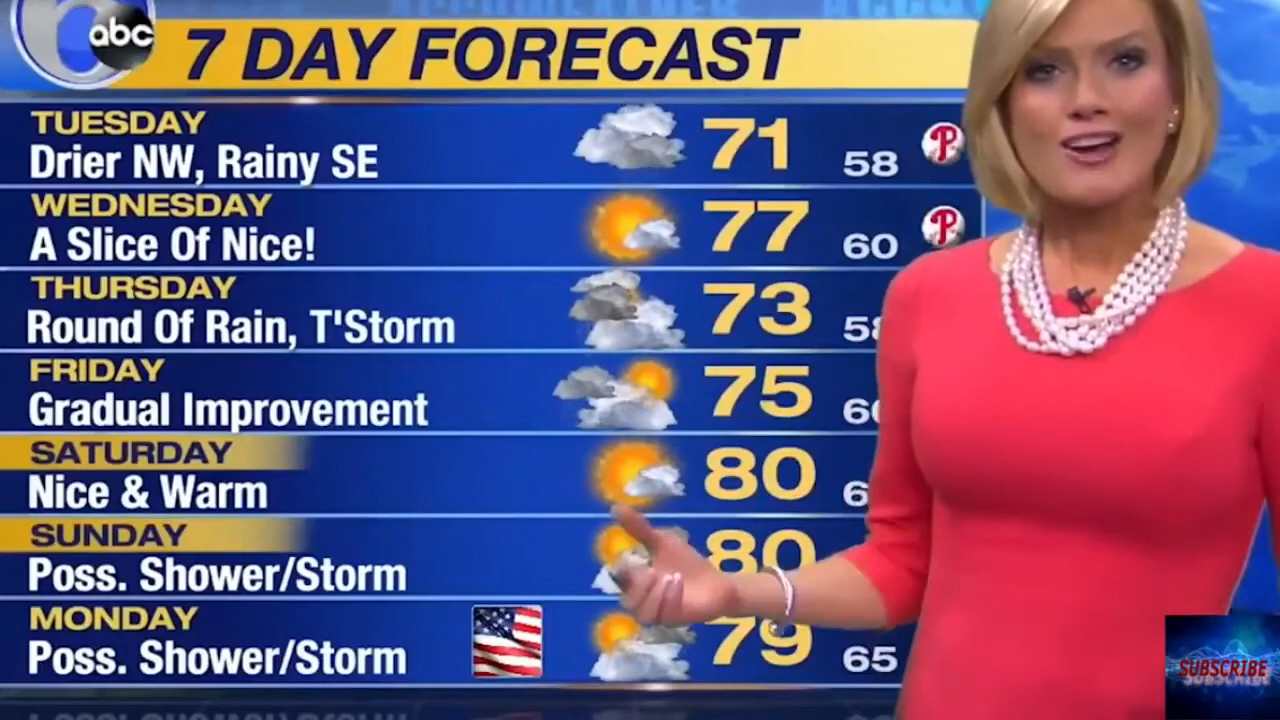 abc
7 DAY FORECAST
TUESDAY
Drier NW, Rainy SE
71
58
P
WEDNESDAY
A Slice Of Nice!
77
60
P
THURSDAY
Round Of Rain, T'Storm
73
FRIDAY
Gradual Improvement
75
SATURDAY
Nice & Warm
80
SUNDAY
Poss. Shower/Storm
80
MONDAY
Poss. Shower/Storm
79
65
SUBSCRIBE